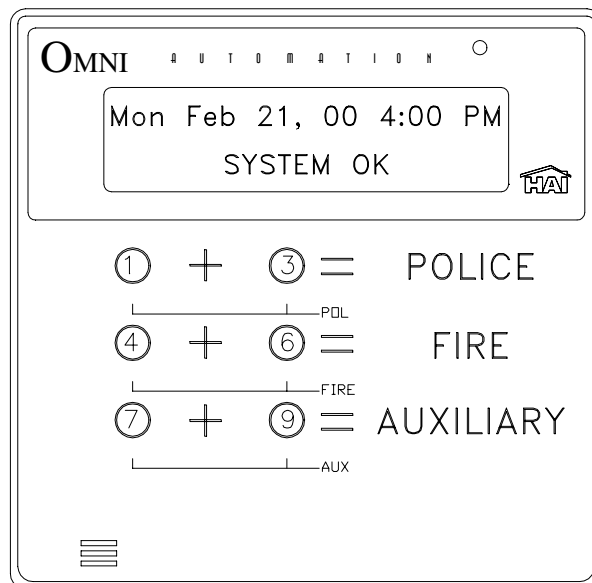 OMNI AUTOMATION
Mon Feb 21, 00 4:00 PM
SYSTEM OK
HAI
1 + 3 = POLICE
POL
4 + 6 = FIRE
FIRE
7 + 9 = AUXILIARY
AUX